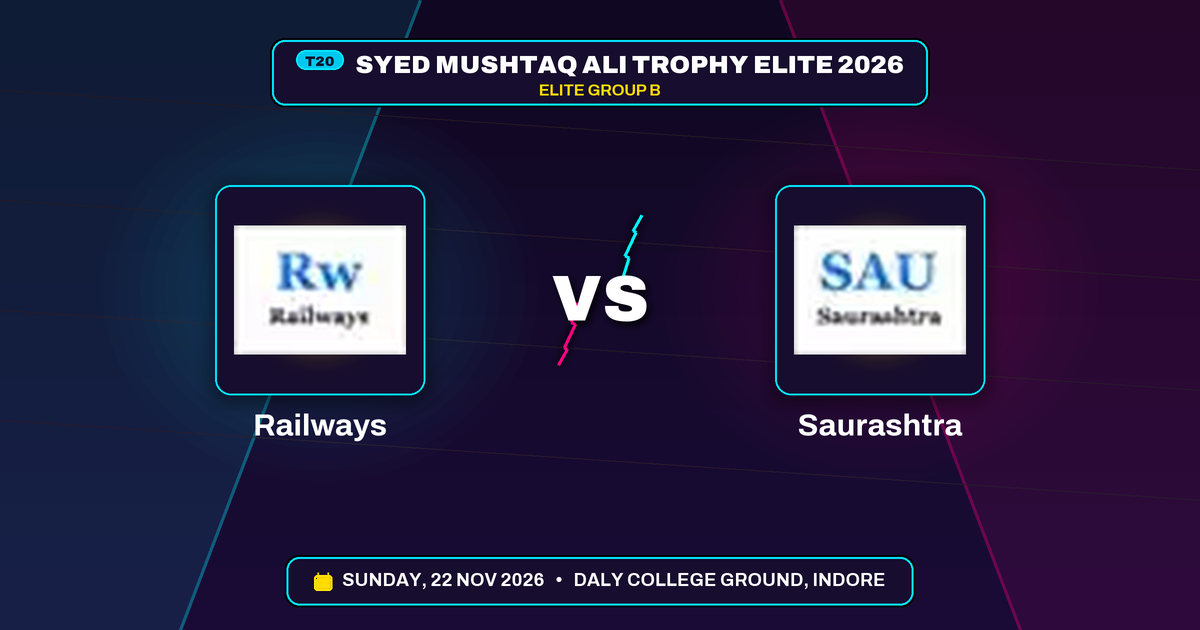 T20 SYED MUSHTAQ ALI TROPHY ELITE 2026
ELITE GROUP B
Rw
Railways
VS
SAU
Saurashtra
Railways
Saurashtra
SUNDAY, 22 NOV 2026 • DALY COLLEGE GROUND, INDORE